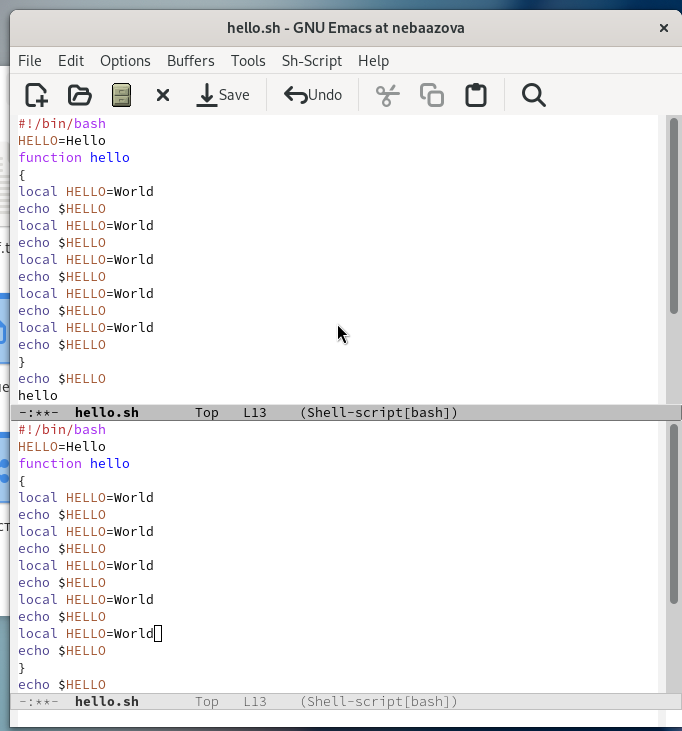 hello.sh - GNU Emacs at nebaazova
File Edit Options Buffers Tools Sh-Script Help
Save Undo
#!/bin/bash
HELLO=Hello
function hello
{
local HELLO=World
echo $HELLO
local HELLO=World
echo $HELLO
local HELLO=World
echo $HELLO
local HELLO=World
echo $HELLO
local HELLO=World
echo $HELLO
}
echo $HELLO
hello
-:**-  hello.sh       Top   L13    (Shell-script[bash])
#!/bin/bash
HELLO=Hello
function hello
{
local HELLO=World
echo $HELLO
local HELLO=World
echo $HELLO
local HELLO=World
echo $HELLO
local HELLO=World
echo $HELLO
local HELLO=World
echo $HELLO
}
echo $HELLO
-:**-  hello.sh       Top   L13    (Shell-script[bash])